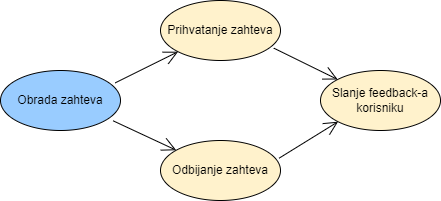 Prihvatanje zahteva
Obrada zahteva
Slanje feedback-a
korisniku
Odbijanje zahteva